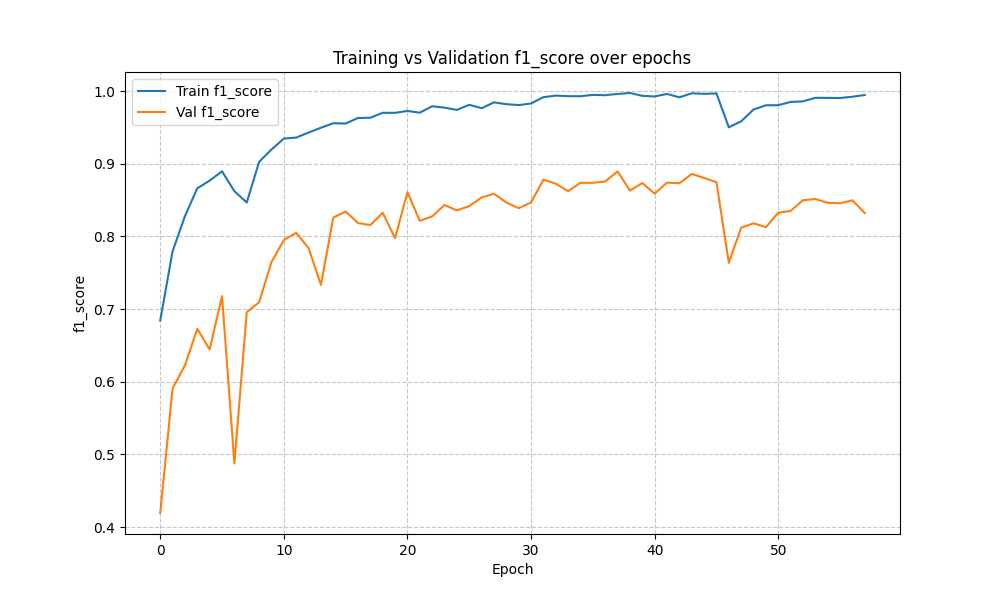 Training vs Validation f1_score over epochs
Train f1_score
Val f1_score
f1_score
1.0
0.9
0.8
0.7
0.6
0.5
0.4
0 10 20 30 40 50
Epoch